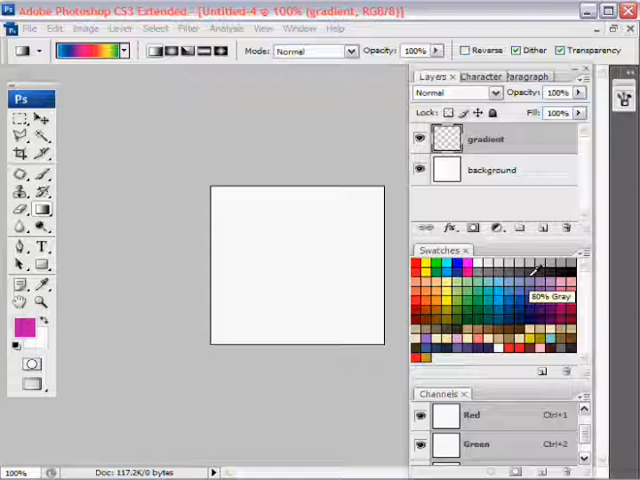 Ps Adobe Photoshop CS3 Extended - [Untitled-4 @ 100% (gradient, RGB/8)]
File Edit Image Layer Select Filter Analysis View Window Help
Mode: Normal Opacity: 100% Reverse Dither Transparency
Layers x Character Paragraph
Normal Opacity: 100%
Ps
Lock: Fill: 100%
gradient
background
T
fx
Swatches x
80% Gray
Channels x
Red Ctrl+1
Green Ctrl+2
100% Doc: 117.2K/0 bytes